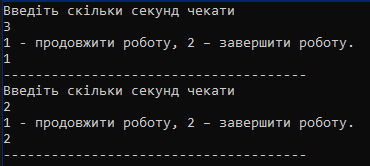 Введіть скільки секунд чекати
3
1 - продовжити роботу, 2 – завершити роботу.
1
--------------------------------------
Введіть скільки секунд чекати
2
1 - продовжити роботу, 2 – завершити роботу.
2
--------------------------------------